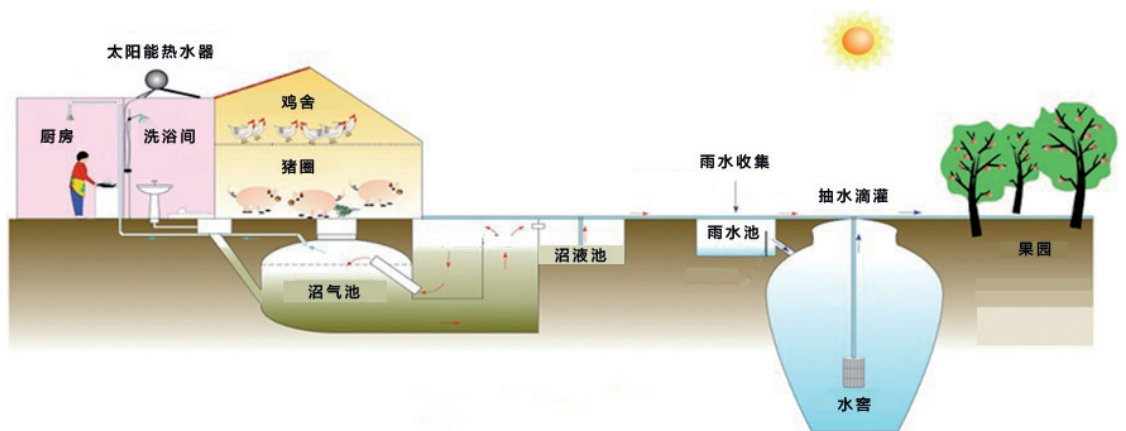 太阳能热水器
厨房
洗浴间
鸡舍
猪圈
雨水收集
抽水滴灌
沼气池
沼液池
雨水池
果园
水窖